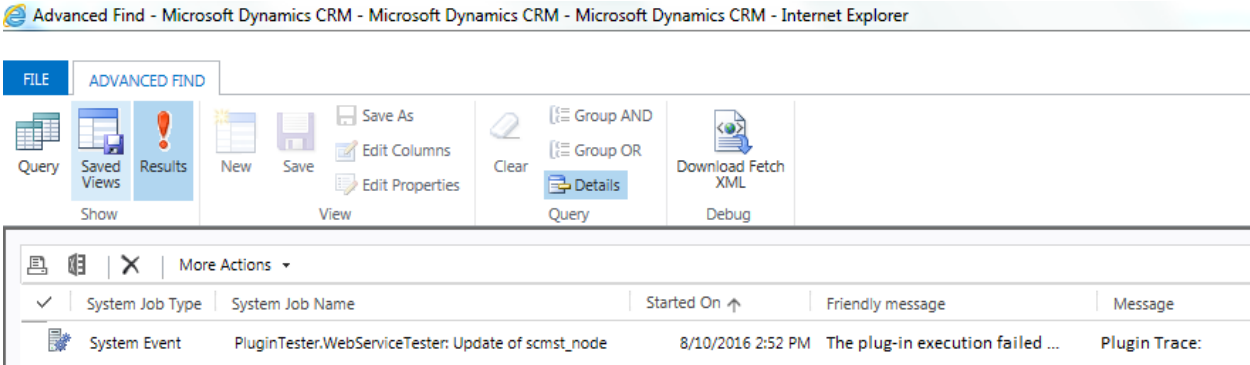 Advanced Find - Microsoft Dynamics CRM - Microsoft Dynamics CRM - Microsoft Dynamics CRM - Internet Explorer
FILE ADVANCED FIND
Query
Saved Views
Results
New
Save
Save As
Edit Columns
Edit Properties
Clear
Group AND
Group OR
Details
Download Fetch XML
Show View Query Debug
More Actions
System Job Type System Job Name Started On Friendly message Message
System Event PluginTester.WebServiceTester: Update of scmst_node 8/10/2016 2:52 PM The plug-in execution failed ... Plugin Trace: